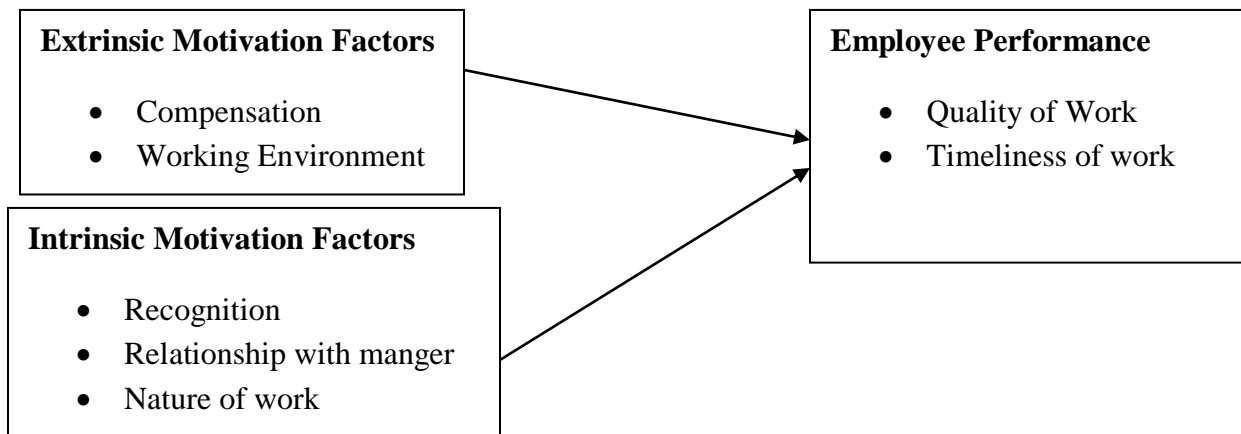 Extrinsic Motivation Factors
• Compensation
• Working Environment
Intrinsic Motivation Factors
• Recognition
• Relationship with manger
• Nature of work
Employee Performance
• Quality of Work
• Timeliness of work